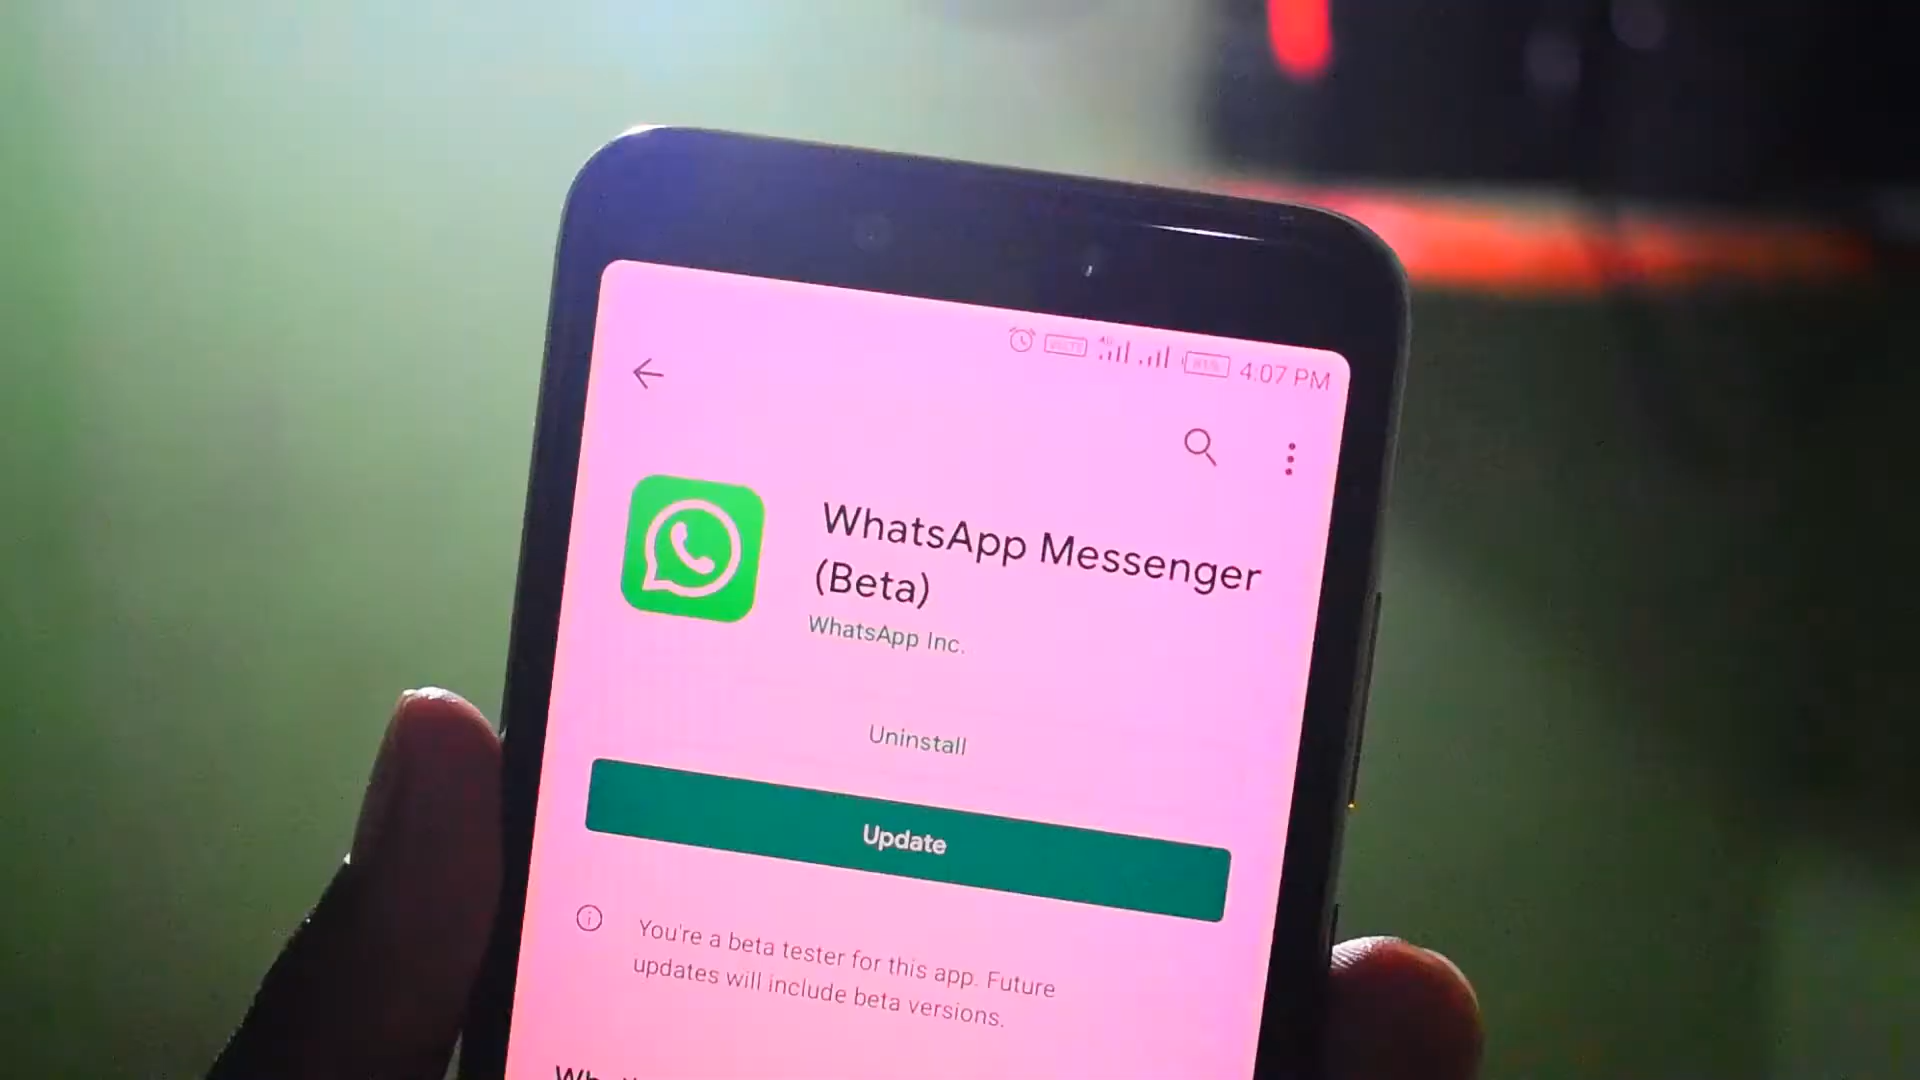 4:07 PM
WhatsApp Messenger
(Beta)
WhatsApp Inc.
Uninstall
Update
You're a beta tester for this app. Future
updates will include beta versions.